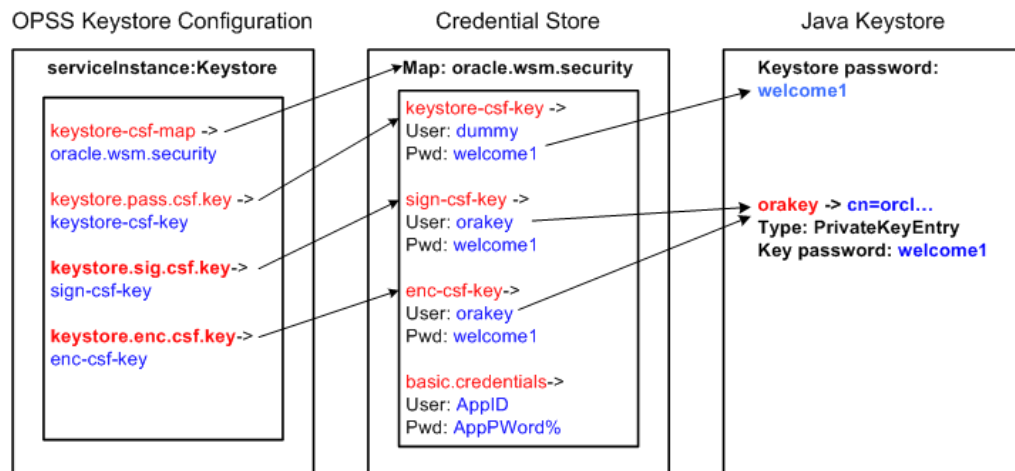 OPSS Keystore Configuration
serviceInstance:Keystore
keystore-csf-map ->
oracle.wsm.security
keystore.pass.csf.key ->
keystore-csf-key
keystore.sig.csf.key->
sign-csf-key
keystore.enc.csf.key->
enc-csf-key
Credential Store
Map: oracle.wsm.security
keystore-csf-key ->
User: dummy
Pwd: welcome1
sign-csf-key ->
User: orakey
Pwd: welcome1
enc-csf-key->
User: orakey
Pwd: welcome1
basic.credentials->
User: AppID
Pwd: AppPWord%
Java Keystore
Keystore password:
welcome1
orakey -> cn=orcl...
Type: PrivateKeyEntry
Key password: welcome1